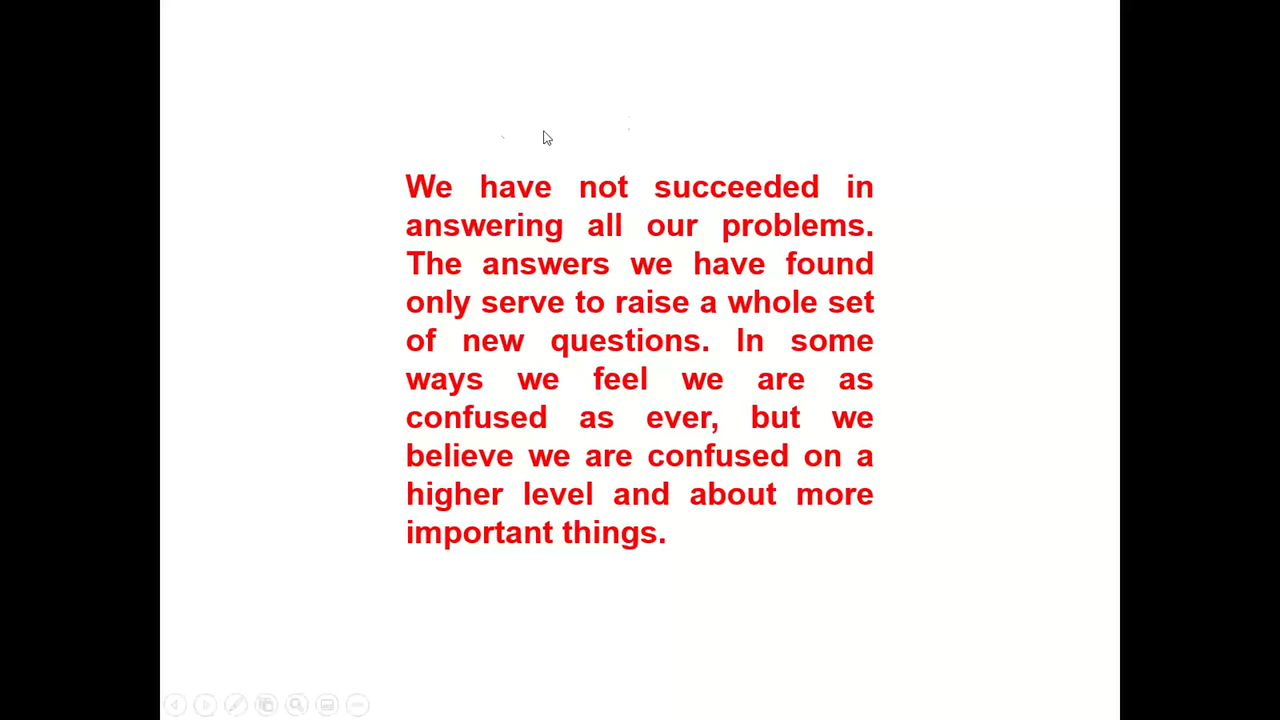 We have not succeeded in
answering all our problems.
The answers we have found
only serve to raise a whole set
of new questions. In some
ways we feel we are as
confused as ever, but we
believe we are confused on a
higher level and about more
important things.